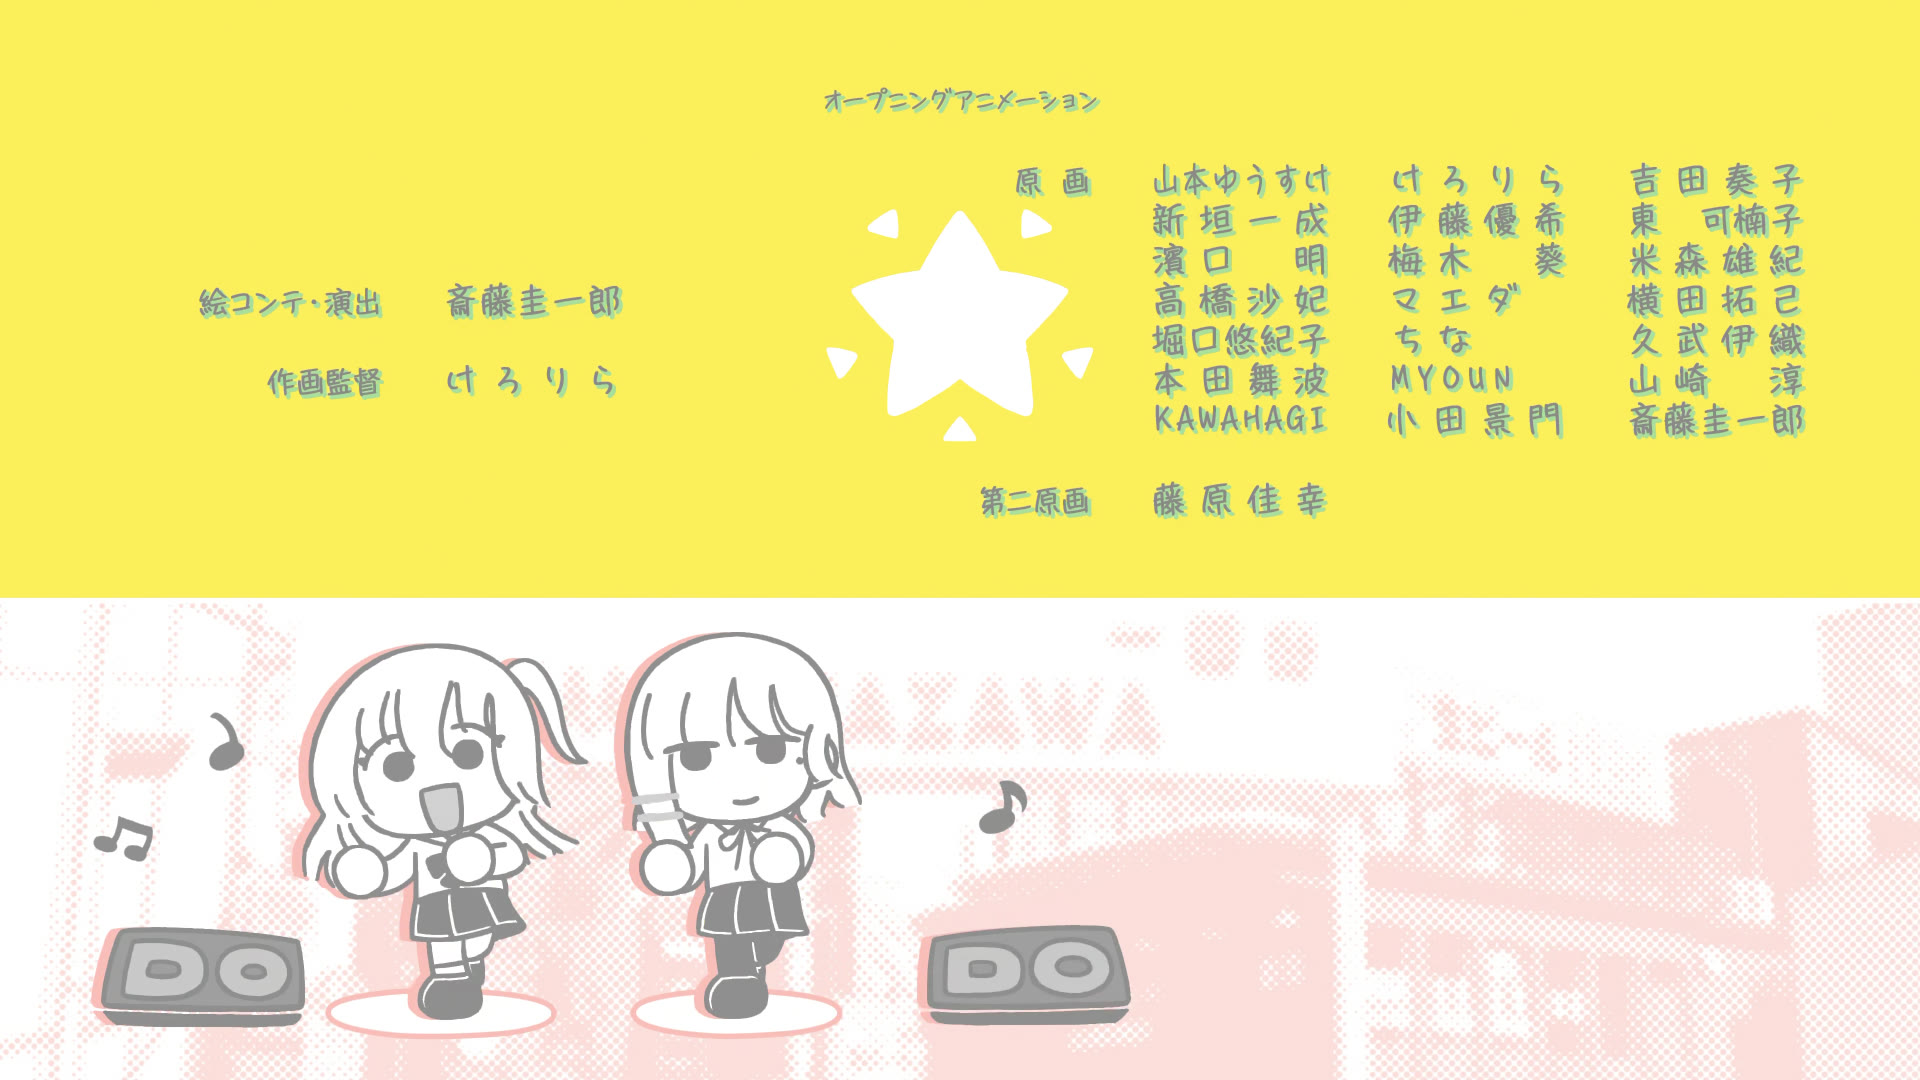 オープニングアニメーション
絵コンテ・演出 斎藤圭一郎
作画監督 けろりら
原画 山本ゆうすけ けろりら 吉田奏子
新垣一成 伊藤優希 東 可楠子
濱口 明 梅木 葵 米森雄紀
高橋沙妃 マエダ 横田拓己
堀口悠紀子 ちな 久武伊織
本田舞波 MYOUN 山崎 淳
KAWAHAGI 小田景門 斎藤圭一郎
第二原画 藤原佳幸
AZAWA
DO
DO